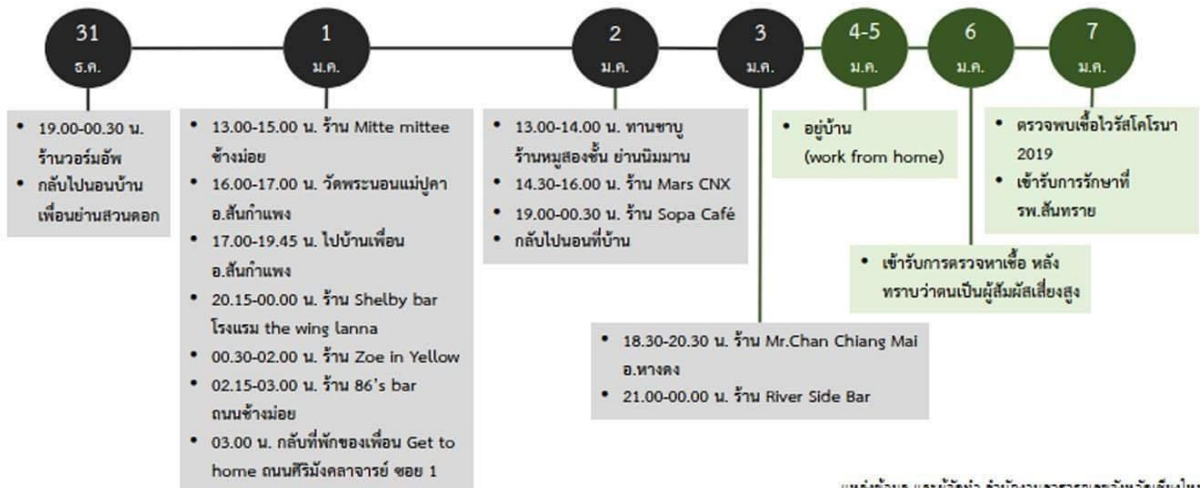 31
ธ.ค.
1
ม.ค.
2
ม.ค.
3
ม.ค.
4-5
ม.ค.
6
ม.ค.
7
ม.ค.
• 19.00-00.30 น.
ร้านวอร์มอัพ
• กลับไปนอนบ้าน
เพื่อนย่านสวนดอก
• 13.00-15.00 น. ร้าน Mitte mittee
ช้างม่อย
• 16.00-17.00 น. วัดพระนอนแม่ปูคา
อ.สันกำแพง
• 17.00-19.45 น. ไปบ้านเพื่อน
อ.สันกำแพง
• 20.15-00.00 น. ร้าน Shelby bar
โรงแรม the wing lanna
• 00.30-02.00 น. ร้าน Zoe in Yellow
• 02.15-03.00 น. ร้าน 86's bar
ถนนช้างม่อย
• 03.00 น. กลับที่พักของเพื่อน Get to
home ถนนศิริมังคลาจารย์ ซอย 1
• 13.00-14.00 น. ทานชาบู
ร้านหมูสองชั้น ย่านนิมมาน
• 14.30-16.00 น. ร้าน Mars CNX
• 19.00-00.30 น. ร้าน Sopa Café
• กลับไปนอนที่บ้าน
• 18.30-20.30 น. ร้าน Mr.Chan Chiang Mai
อ.หางดง
• 21.00-00.00 น. ร้าน River Side Bar
• อยู่บ้าน
(work from home)
• เข้ารับการตรวจหาเชื้อ หลัง
ทราบว่าตนเป็นผู้สัมผัสเสี่ยงสูง
• ตรวจพบเชื้อไวรัสโคโรนา
2019
• เข้ารับการรักษาที่
รพ.สันทราย